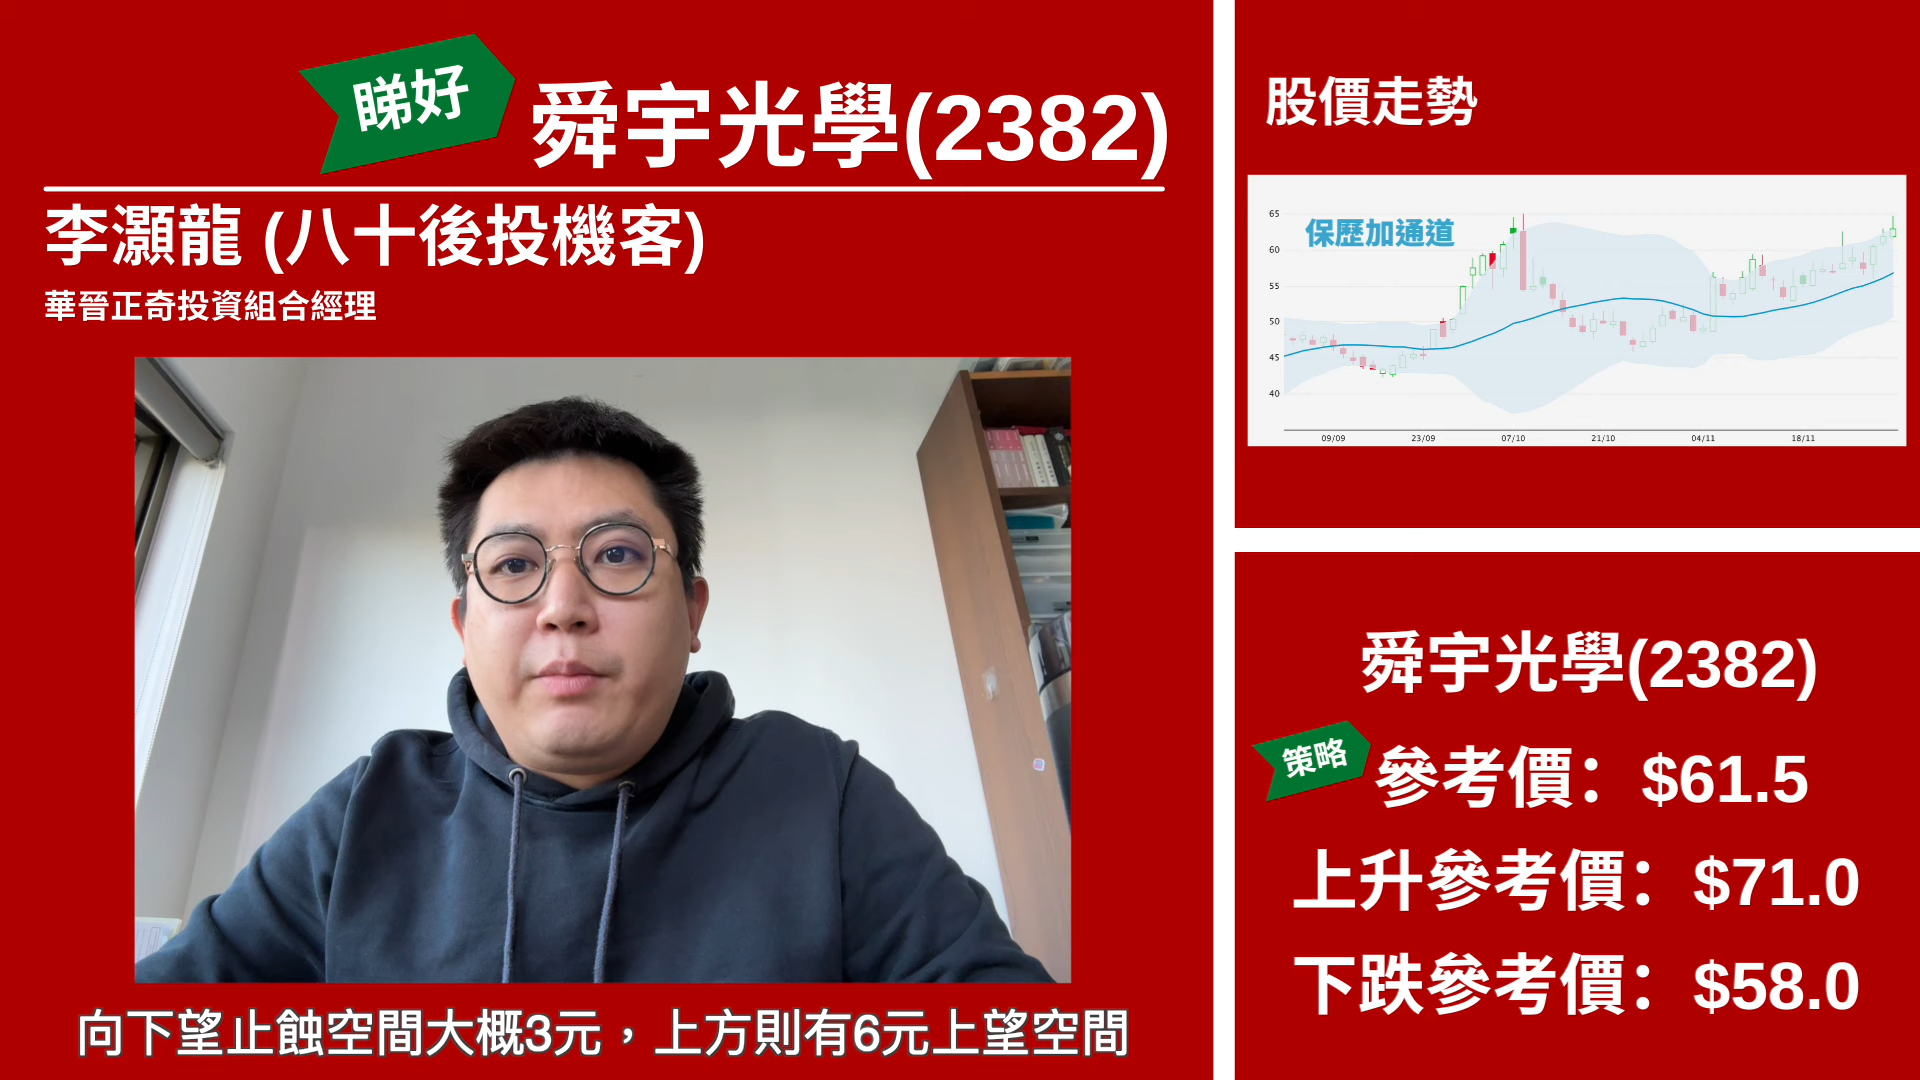 睇好
舜宇光學(2382)
李灝龍 (八十後投機客)
華晉正奇投資組合經理
向下望止蝕空間大概3元，上方則有6元上望空間
股價走勢
保歷加通道
65
60
55
50
45
40
09/09 23/09 07/10 21/10 04/11 18/11
舜宇光學(2382)
策略
參考價：$61.5
上升參考價：$71.0
下跌參考價：$58.0